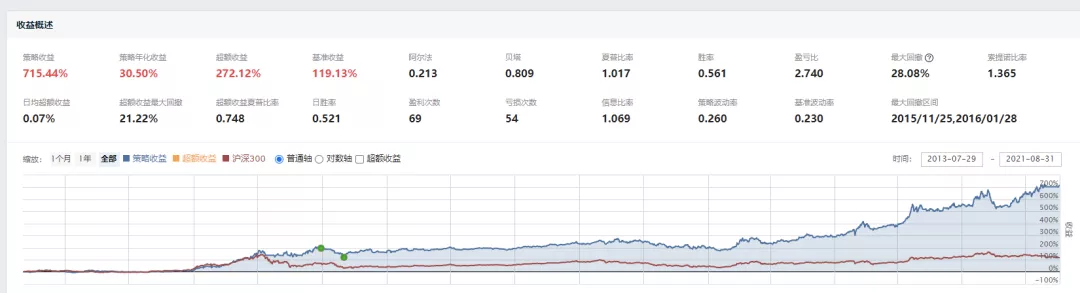 收益概述
策略收益 策略年化收益 超额收益 基准收益 阿尔法 贝塔 夏普比率 胜率 盈亏比 最大回撤 索提诺比率
715.44% 30.50% 272.12% 119.13% 0.213 0.809 1.017 0.561 2.740 28.08% 1.365
日均超额收益 超额收益最大回撤 超额收益夏普比率 日胜率 盈利次数 亏损次数 信息比率 策略波动率 基准波动率 最大回撤区间
0.07% 21.22% 0.748 0.521 69 54 1.069 0.260 0.230 2015/11/25,2016/01/28
缩放: 1个月 1年 全部 策略收益 超额收益 沪深300 普通轴 对数轴 超额收益 时间: 2013-07-29 - 2021-08-31
700%
600%
500%
400%
300%
200%
100%
0%
-100%
收益